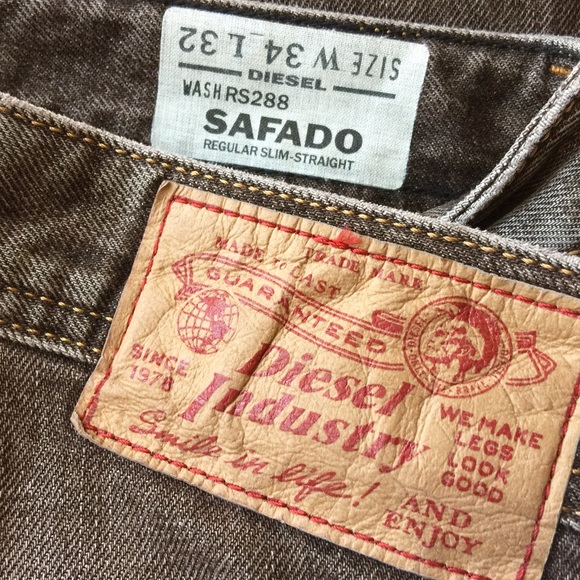 SIZE W 34_L 32
DIESEL
WASH RS288
SAFADO
REGULAR SLIM-STRAIGHT
TRADE MARK
MADE TO LAST
GUARANTEED
SINCE
1978
Diesel
Industry
Smile in life!
WE MAKE
LEGS
LOOK
GOOD
AND
ENJOY